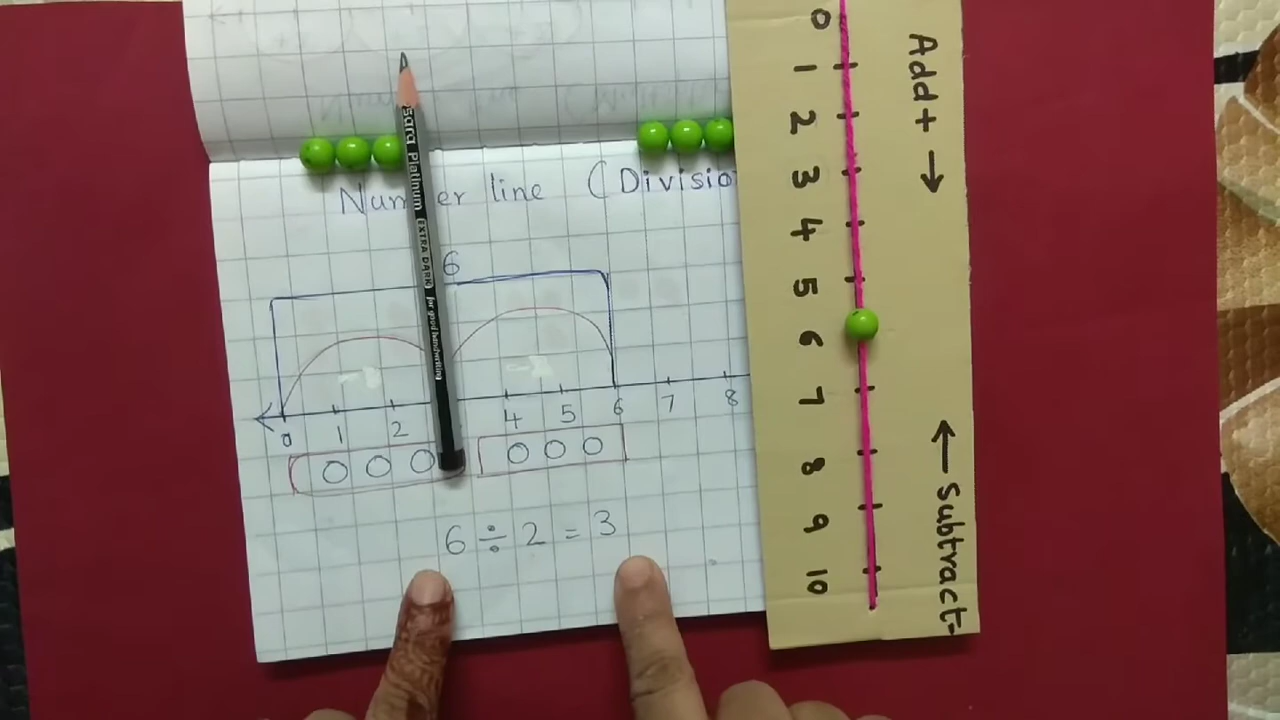 Number line (Divisio
6
0 1 2 4 5 6 7 8
6 ÷ 2 = 3
sara Platinum EXTRA DARK for good handwriting
0
1
2
3
4
5
6
7
8
9
10
Add+ →
← Subtract-